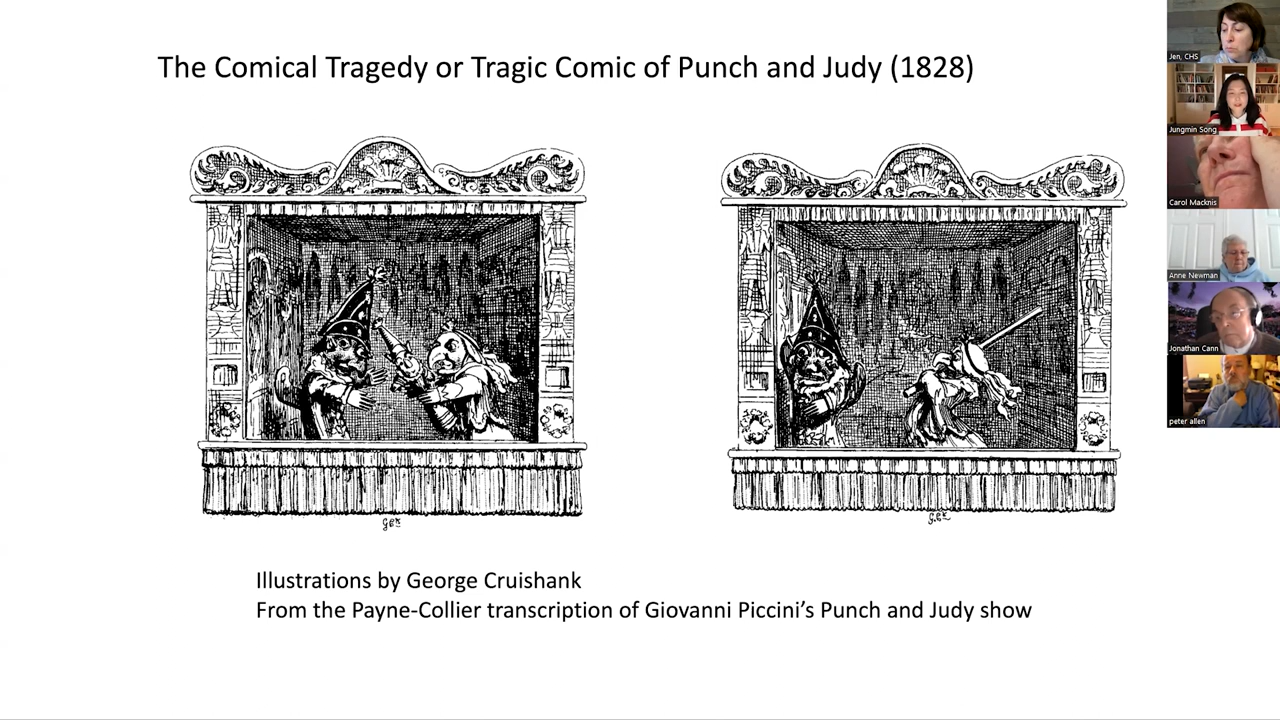 The Comical Tragedy or Tragic Comic of Punch and Judy (1828)
Illustrations by George Cruishank
From the Payne-Collier transcription of Giovanni Piccini’s Punch and Judy show
Jen, CHS
Jungmin Song
Carol Macknis
Anne Newman
Jonathan Cann
peter allen